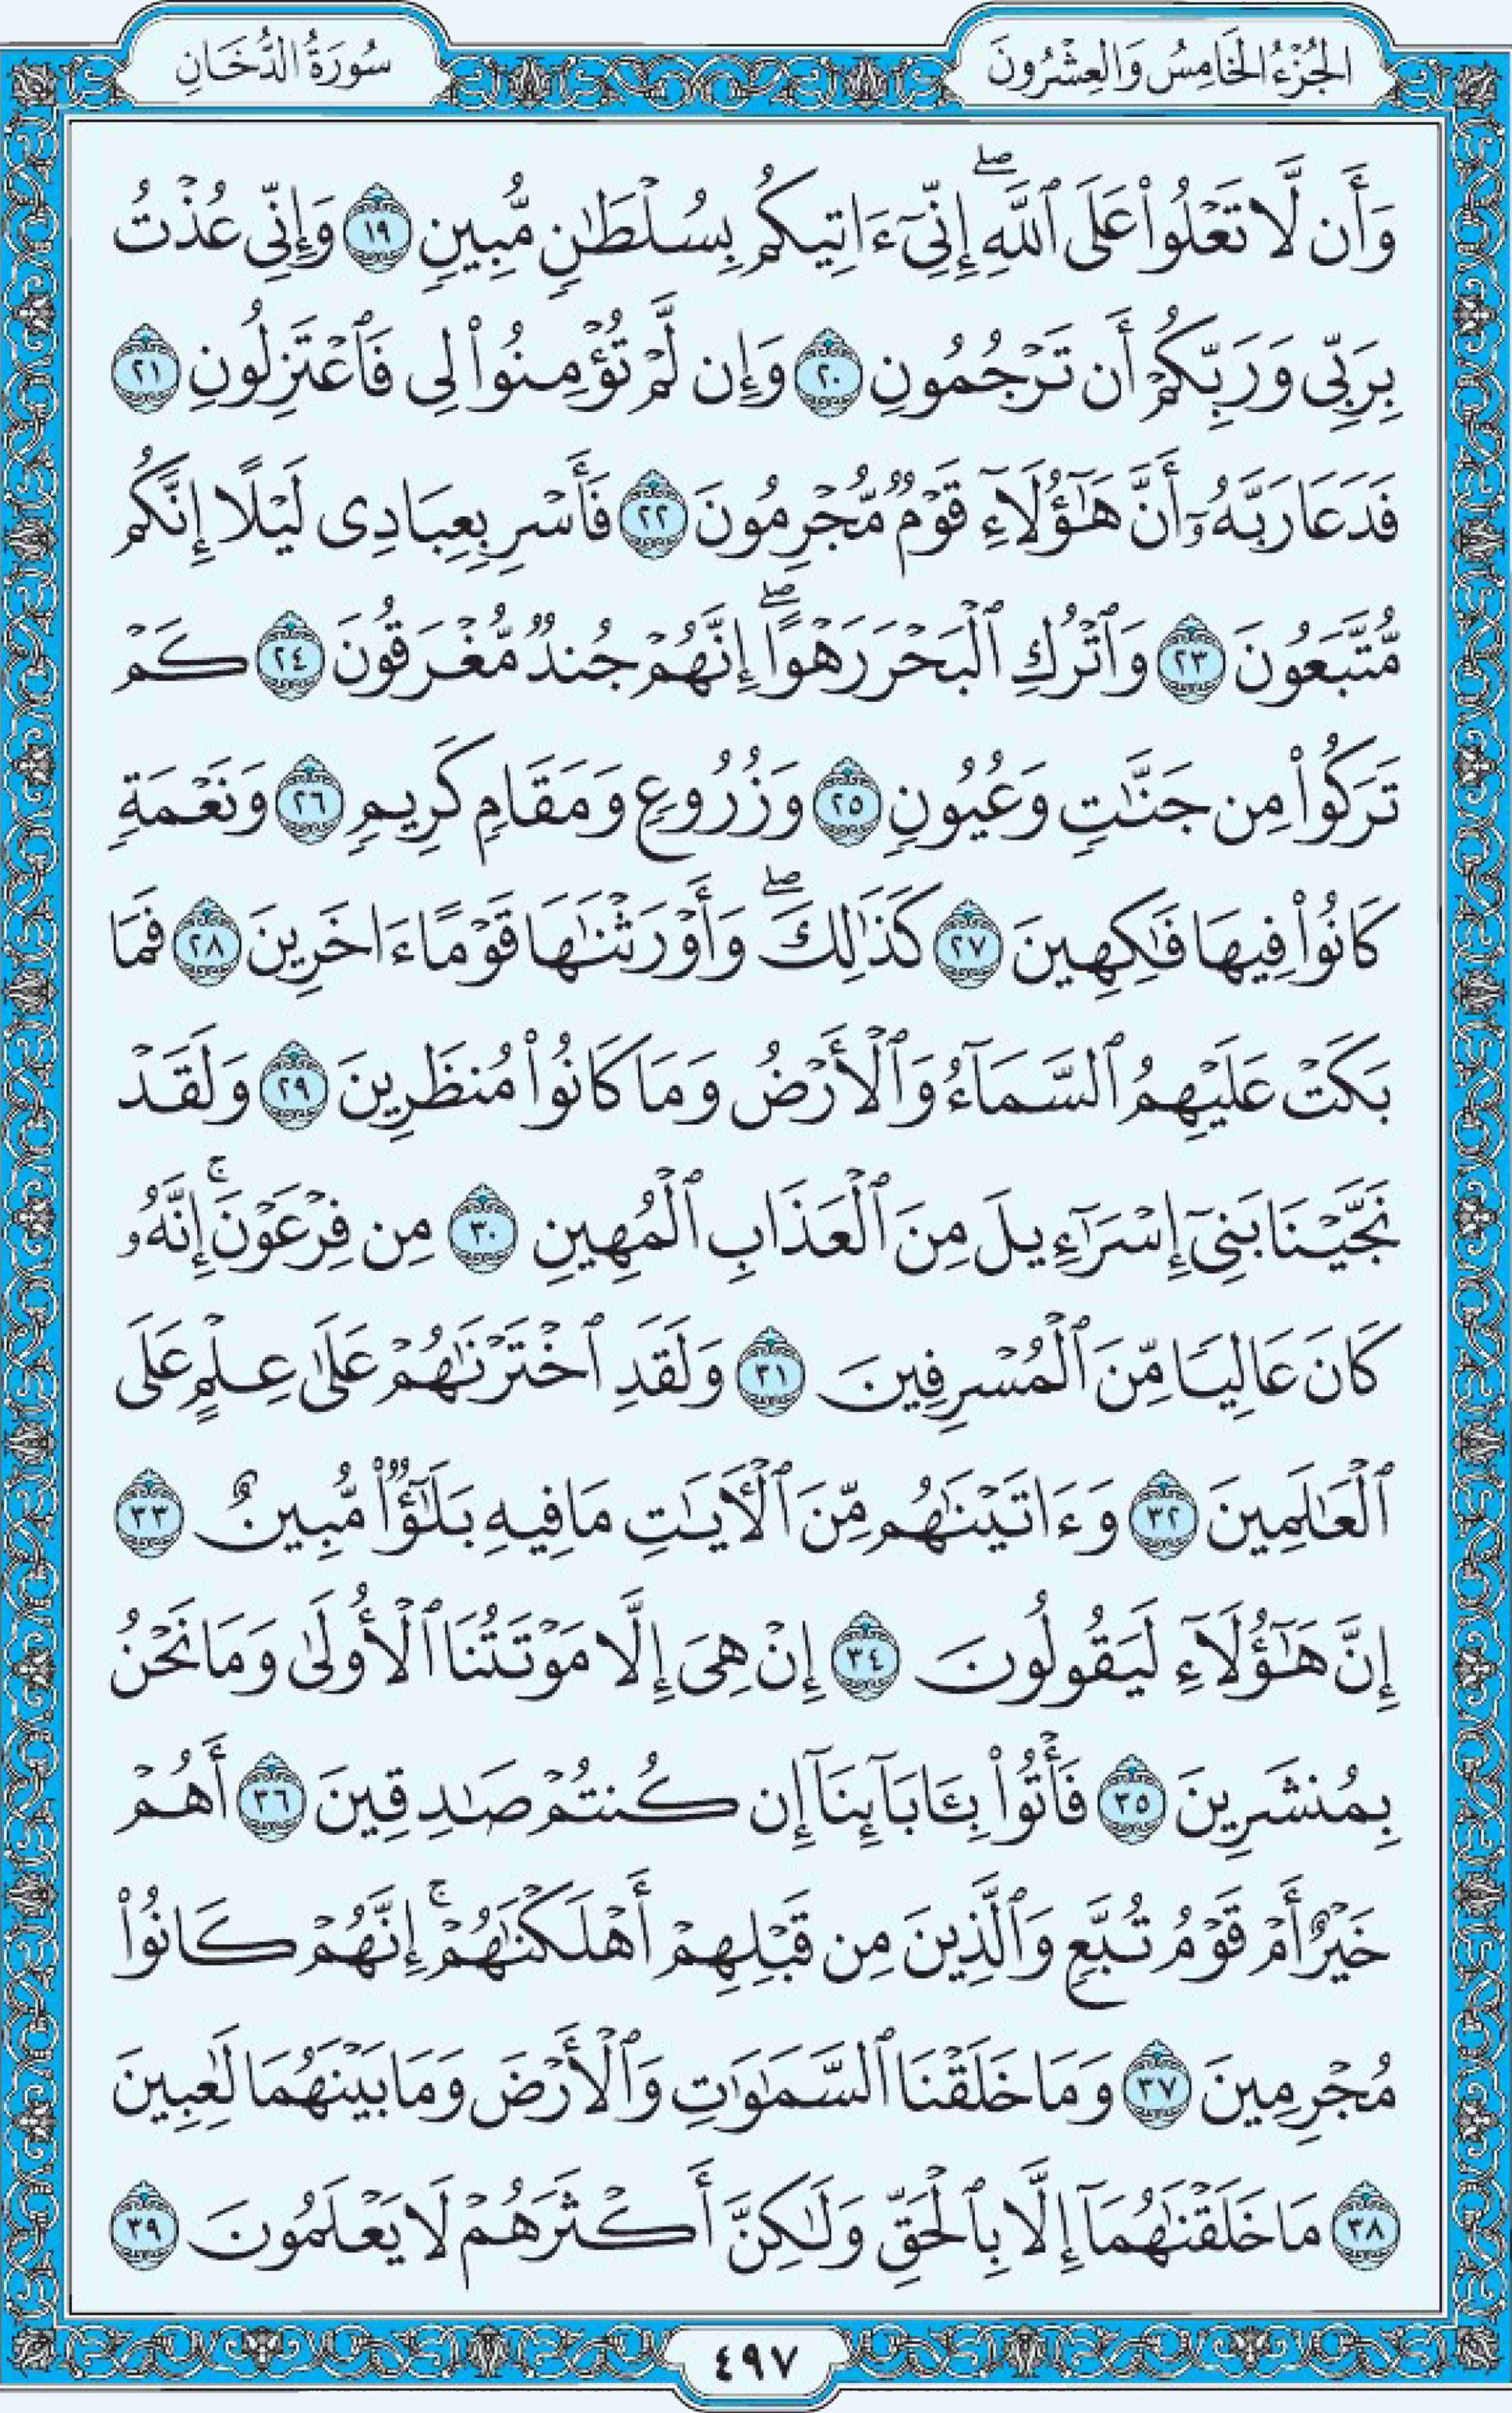 الجُزْءُ الخَامِسُ وَالعِشْرُونَ
سُورَةُ الدُّخَانِ
وَأَن لَّا تَعْلُوا۟ عَلَى ٱللَّهِ ۖ إِنِّىٓ ءَاتِيكُم بِسُلْطَـٰنٍ مُّبِينٍ ١٩ وَإِنِّى عُذْتُ
بِرَبِّى وَرَبِّكُمْ أَن تَرْجُمُونِ ٢٠ وَإِن لَّمْ تُؤْمِنُوا۟ لِى فَٱعْتَزِلُونِ ٢١
فَدَعَا رَبَّهُۥٓ أَنَّ هَـٰٓؤُلَآءِ قَوْمٌ مُّجْرِمُونَ ٢٢ فَأَسْرِ بِعِبَادِى لَيْلًا إِنَّكُم
مُّتَّبَعُونَ ٢٣ وَٱتْرُكِ ٱلْبَحْرَ رَهْوًا ۖ إِنَّهُمْ جُندٌ مُّغْرَقُونَ ٢٤ كَمْ
تَرَكُوا۟ مِن جَنَّـٰتٍ وَعُيُونٍ ٢٥ وَزُرُوعٍ وَمَقَامٍ كَرِيمٍ ٢٦ وَنَعْمَةٍ
كَانُوا۟ فِيهَا فَـٰكِهِينَ ٢٧ كَذَٰلِكَ ۖ وَأَوْرَثْنَـٰهَا قَوْمًا ءَاخَرِينَ ٢٨ فَمَا
بَكَتْ عَلَيْهِمُ ٱلسَّمَآءُ وَٱلْأَرْضُ وَمَا كَانُوا۟ مُنظَرِينَ ٢٩ وَلَقَدْ
نَجَّيْنَا بَنِىٓ إِسْرَٰٓءِيلَ مِنَ ٱلْعَذَابِ ٱلْمُهِينِ ٣٠ مِن فِرْعَوْنَ ۚ إِنَّهُۥ
كَانَ عَالِيًا مِّنَ ٱلْمُسْرِفِينَ ٣١ وَلَقَدِ ٱخْتَرْنَـٰهُمْ عَلَىٰ عِلْمٍ عَلَى
ٱلْعَـٰلَمِينَ ٣٢ وَءَاتَيْنَـٰهُم مِّنَ ٱلْـَٔايَـٰتِ مَا فِيهِ بَلَـٰٓؤٌا۟ مُّبِينٌ ٣٣
إِنَّ هَـٰٓؤُلَآءِ لَيَقُولُونَ ٣٤ إِنْ هِىَ إِلَّا مَوْتَتُنَا ٱلْأُولَىٰ وَمَا نَحْنُ
بِمُنشَرِينَ ٣٥ فَأْتُوا۟ بِـَٔابَآئِنَآ إِن كُنتُمْ صَـٰدِقِينَ ٣٦ أَهُمْ
خَيْرٌ أَمْ قَوْمُ تُبَّعٍ وَٱلَّذِينَ مِن قَبْلِهِمْ أَهْلَكْنَـٰهُمْ ۚ إِنَّهُمْ كَانُوا۟
مُجْرِمِينَ ٣٧ وَمَا خَلَقْنَا ٱلسَّمَـٰوَٰتِ وَٱلْأَرْضَ وَمَا بَيْنَهُمَا لَـٰعِبِينَ
٣٨ مَا خَلَقْنَـٰهُمَآ إِلَّا بِٱلْحَقِّ وَلَـٰكِنَّ أَكْثَرَهُمْ لَا يَعْلَمُونَ ٣٩
٤٩٧